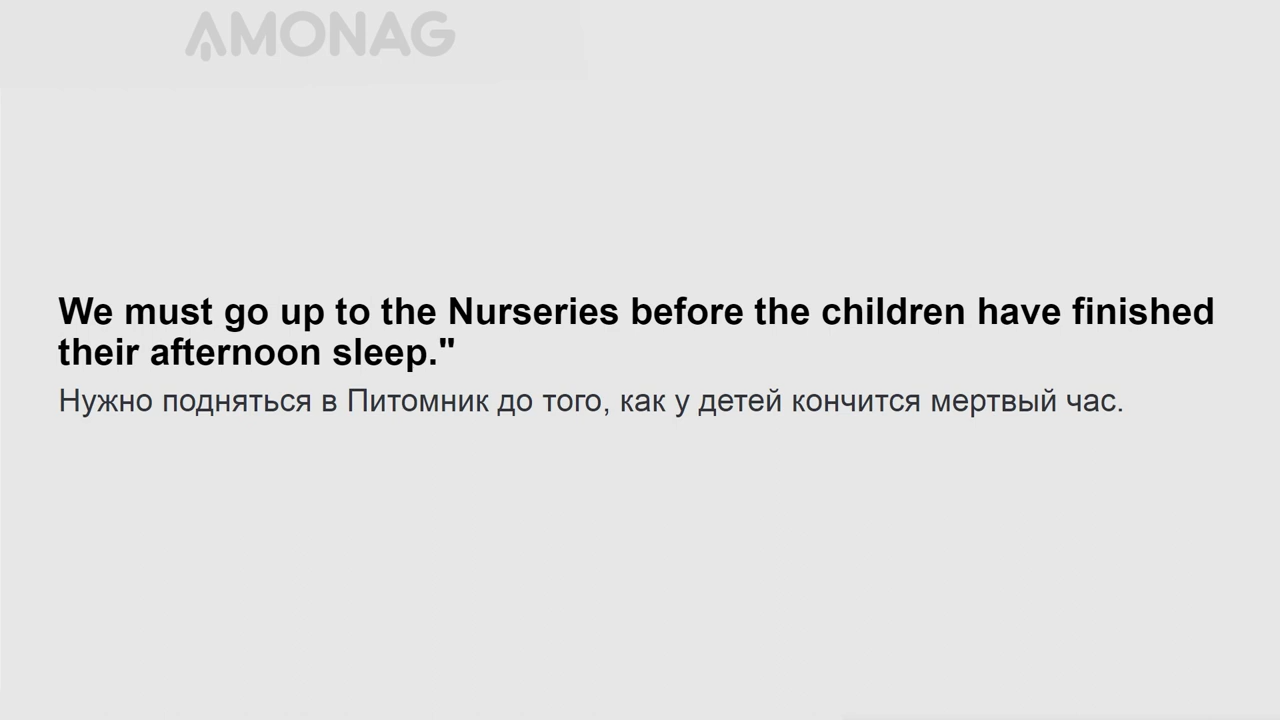 AMONAG
We must go up to the Nurseries before the children have finished
their afternoon sleep."
Нужно подняться в Питомник до того, как у детей кончится мертвый час.